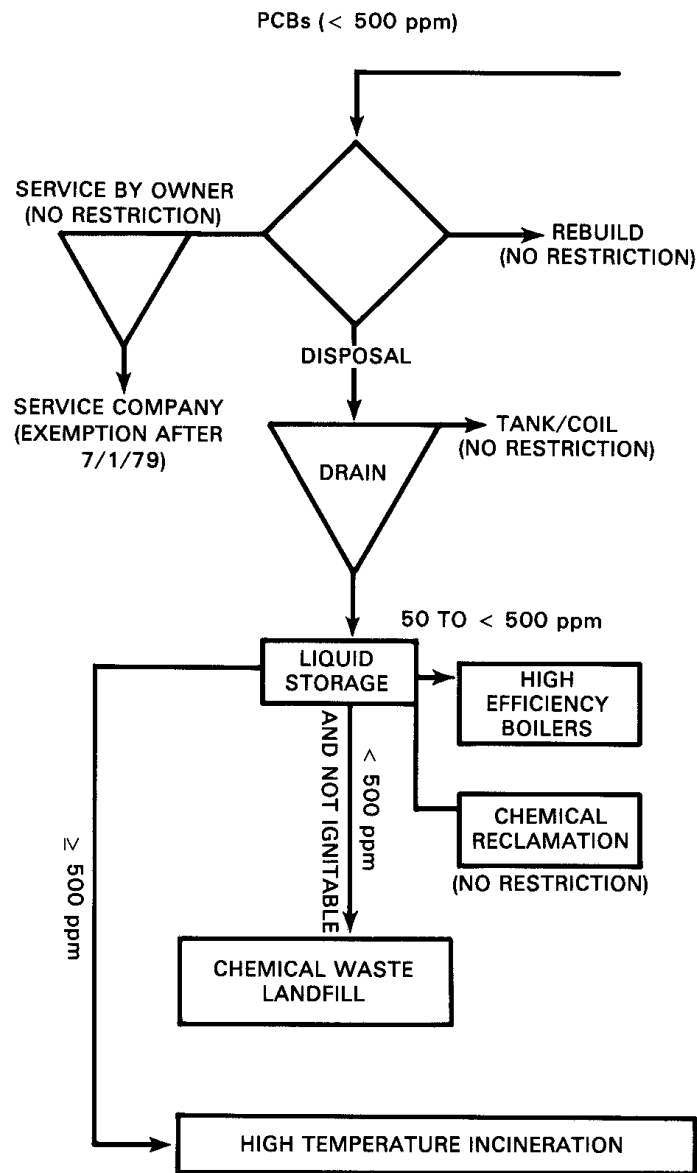 PCBs (< 500 ppm)
SERVICE BY OWNER
(NO RESTRICTION)
REBUILD
(NO RESTRICTION)
DISPOSAL
SERVICE COMPANY
(EXEMPTION AFTER
7/1/79)
TANK/COIL
(NO RESTRICTION)
DRAIN
50 TO < 500 ppm
LIQUID
STORAGE
HIGH
EFFICIENCY
BOILERS
< 500 ppm
AND NOT IGNITABLE
CHEMICAL
RECLAMATION
(NO RESTRICTION)
≥ 500 ppm
CHEMICAL WASTE
LANDFILL
HIGH TEMPERATURE INCINERATION